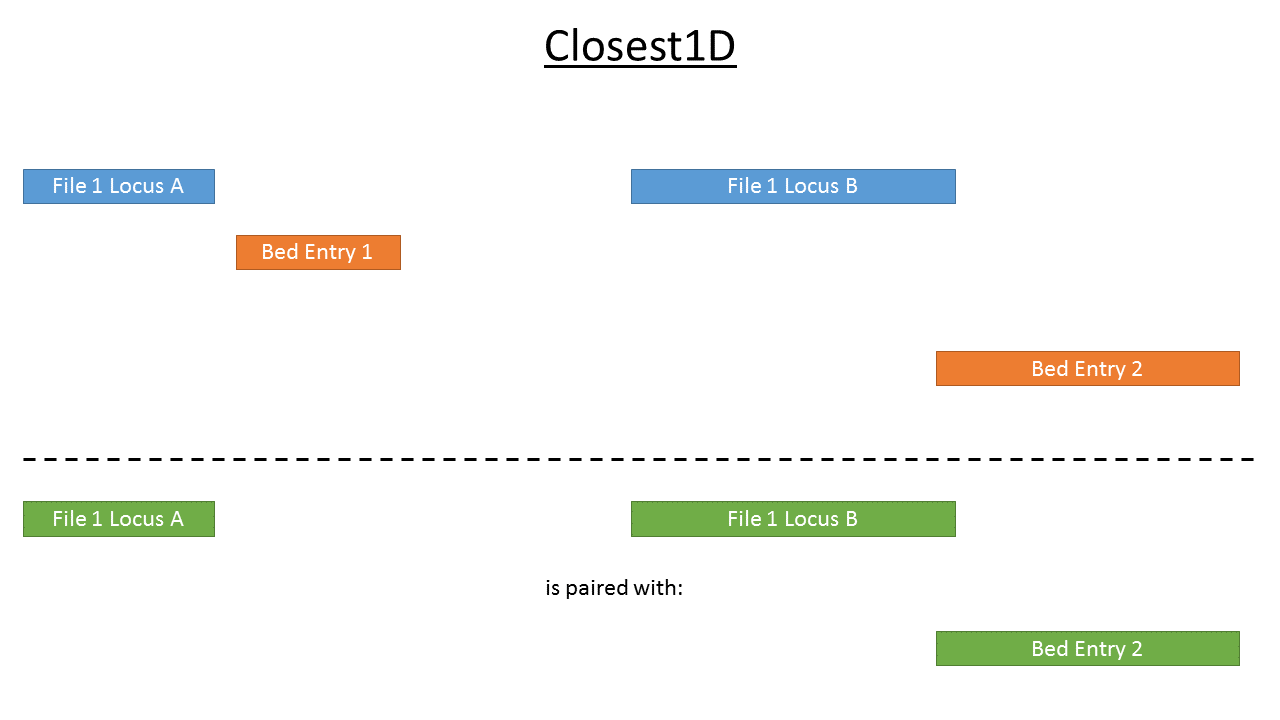 Closest1D
File 1 Locus A
File 1 Locus B
Bed Entry 1
Bed Entry 2
File 1 Locus A
File 1 Locus B
is paired with:
Bed Entry 2